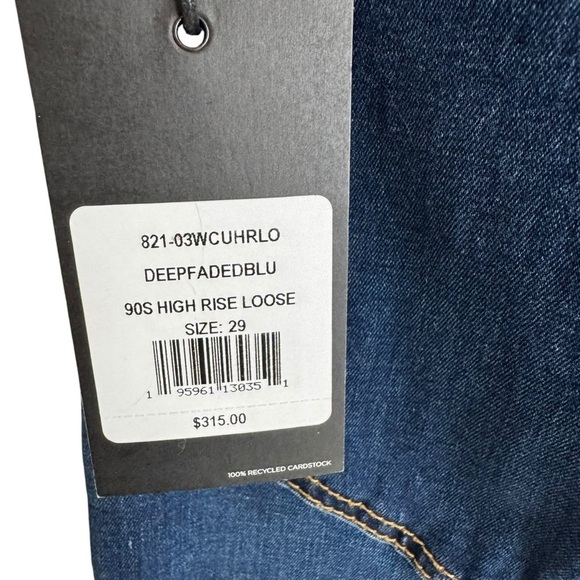 821-03WCUHRLO
DEEPFADEDBLU
90S HIGH RISE LOOSE
SIZE: 29
1 95961 13035 1
$315.00
100% RECYCLED CARDSTOCK